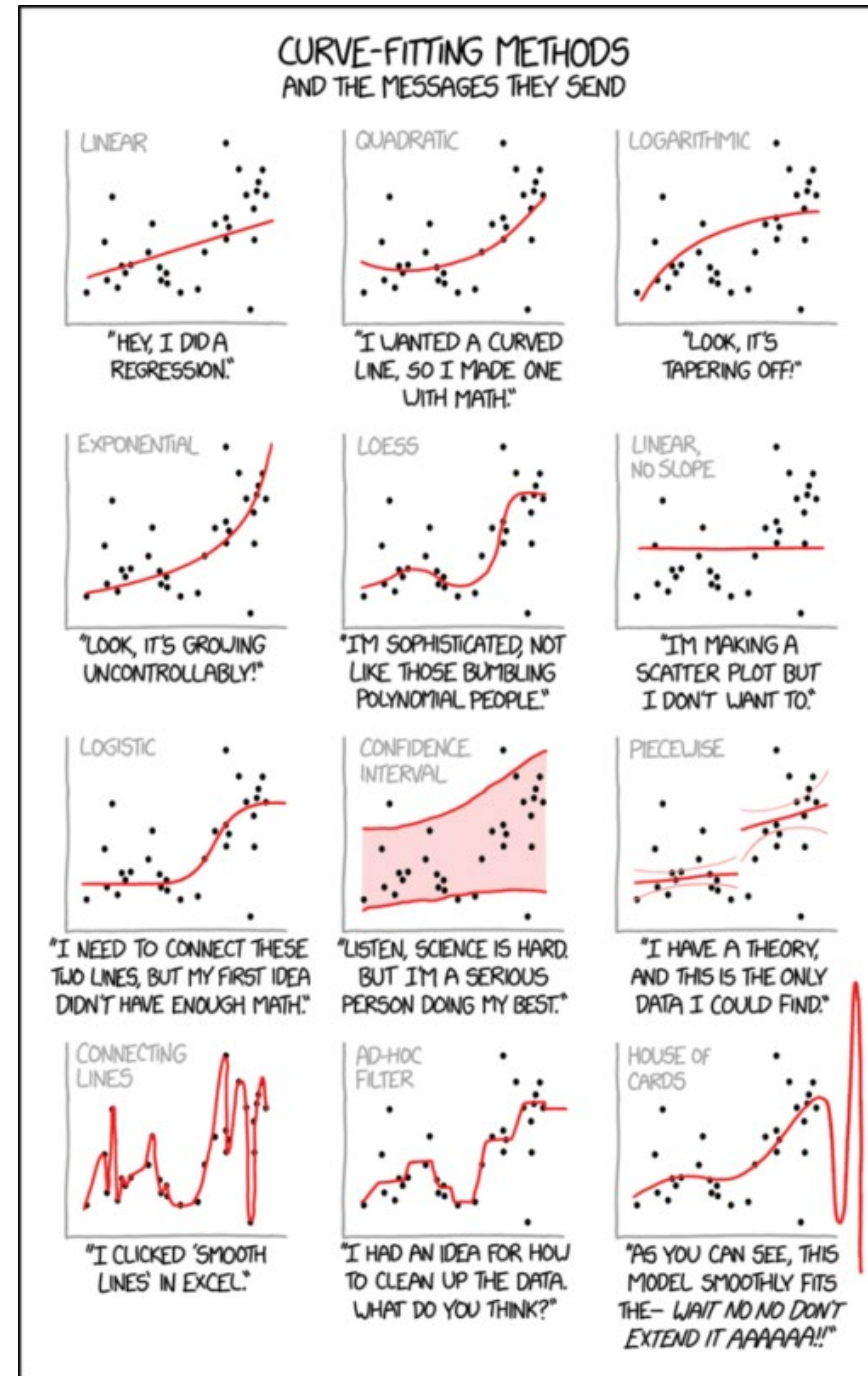 CURVE-FITTING METHODS
AND THE MESSAGES THEY SEND
LINEAR
"HEY, I DID A
REGRESSION."
QUADRATIC
"I WANTED A CURVED
LINE, SO I MADE ONE
WITH MATH."
LOGARITHMIC
"LOOK, IT'S
TAPERING OFF!"
EXPONENTIAL
"LOOK, IT'S GROWING
UNCONTROLLABLY!"
LOESS
"I'M SOPHISTICATED, NOT
LIKE THOSE BUMBLING
POLYNOMIAL PEOPLE."
LINEAR,
NO SLOPE
"I'M MAKING A
SCATTER PLOT BUT
I DON'T WANT TO."
LOGISTIC
"I NEED TO CONNECT THESE
TWO LINES, BUT MY FIRST IDEA
DIDN'T HAVE ENOUGH MATH."
CONFIDENCE
INTERVAL
"LISTEN, SCIENCE IS HARD.
BUT I'M A SERIOUS
PERSON DOING MY BEST."
PIECEWISE
"I HAVE A THEORY,
AND THIS IS THE ONLY
DATA I COULD FIND."
CONNECTING
LINES
"I CLICKED 'SMOOTH
LINES' IN EXCEL."
AD-HOC
FILTER
"I HAD AN IDEA FOR HOW
TO CLEAN UP THE DATA.
WHAT DO YOU THINK?"
HOUSE OF
CARDS
"AS YOU CAN SEE, THIS
MODEL SMOOTHLY FITS
THE– WAIT NO NO DON'T
EXTEND IT AAAAAA!!"